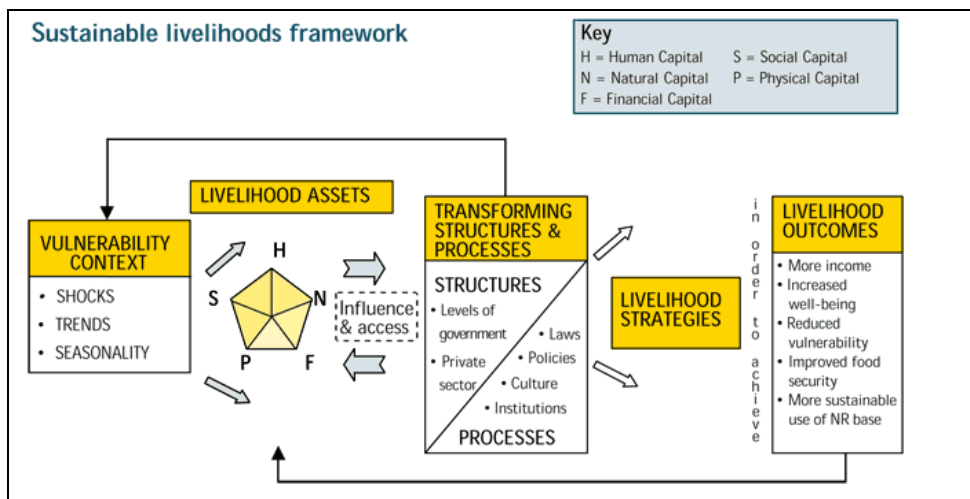 Sustainable livelihoods framework
Key
H = Human Capital S = Social Capital
N = Natural Capital P = Physical Capital
F = Financial Capital
LIVELIHOOD ASSETS
VULNERABILITY
CONTEXT
• SHOCKS
• TRENDS
• SEASONALITY
H
S
N
P
F
Influence
& access
TRANSFORMING
STRUCTURES &
PROCESSES
STRUCTURES
• Levels of
government
• Private
sector
• Laws
• Policies
• Culture
• Institutions
PROCESSES
LIVELIHOOD
STRATEGIES
in order to achieve
LIVELIHOOD
OUTCOMES
• More income
• Increased
well-being
• Reduced
vulnerability
• Improved food
security
• More sustainable
use of NR base